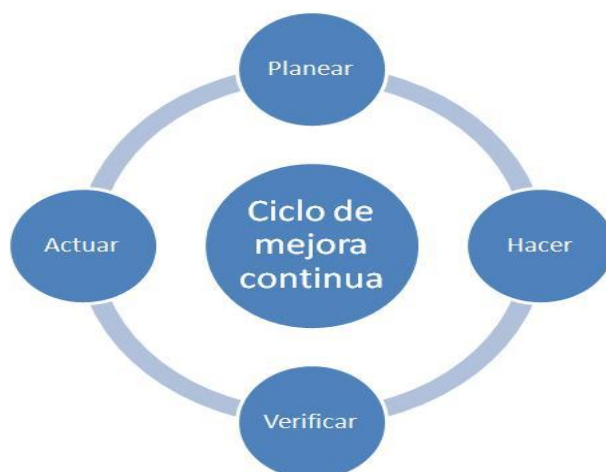 Planear
Ciclo de
mejora
continua
Actuar
Hacer
Verificar